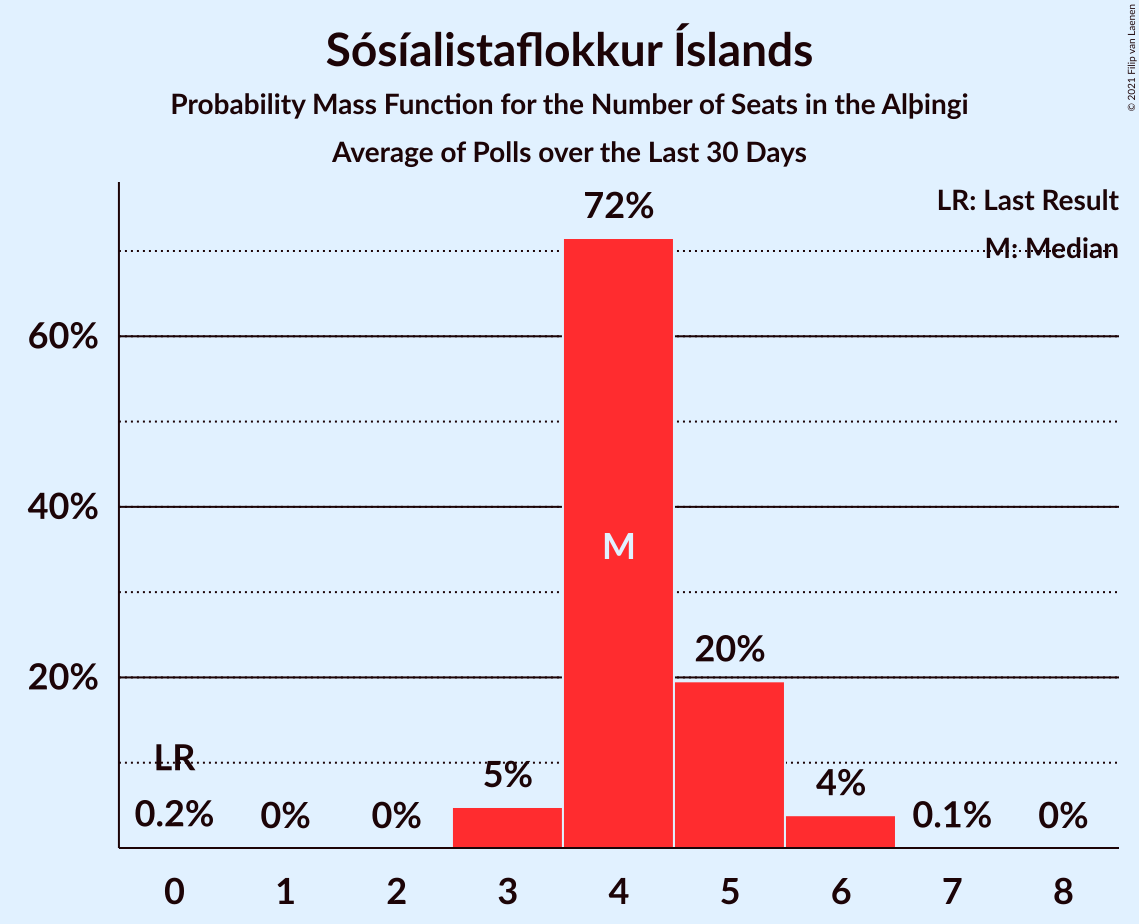 Sósíalistaflokkur Íslands
Probability Mass Function for the Number of Seats in the Alþingi
Average of Polls over the Last 30 Days
© 2021 Filip van Laenen
LR: Last Result
M: Median
72%
60%
40%
M
20%
20%
LR
5%
4%
0.2%
0%
0%
0.1%
0%
0 1 2 3 4 5 6 7 8